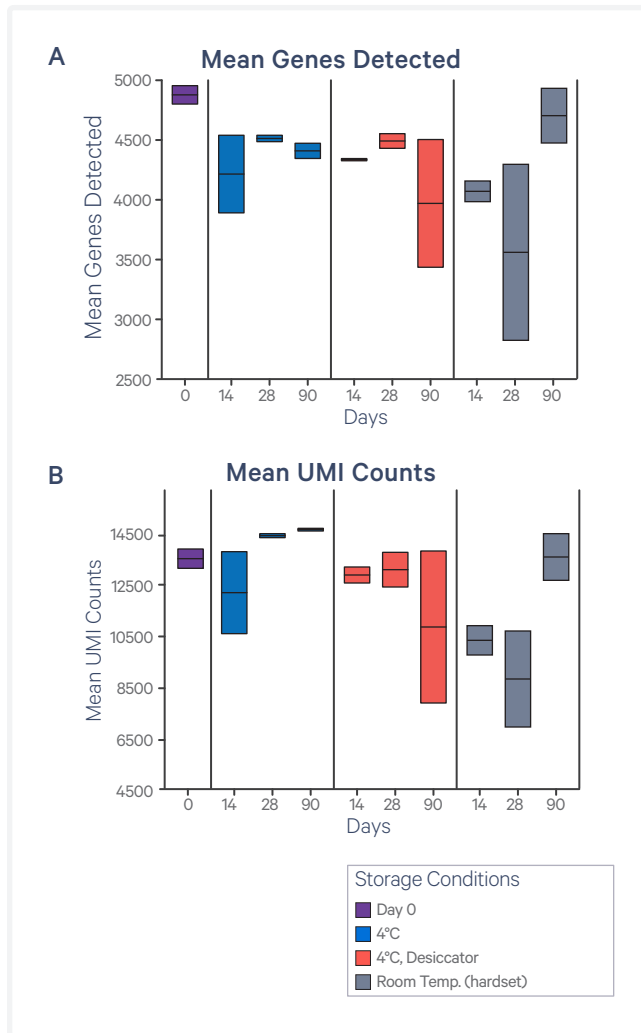 A
Mean Genes Detected
Mean Genes Detected
5000
4500
4000
3500
3000
2500
0 14 28 90 14 28 90 14 28 90
Days
B
Mean UMI Counts
Mean UMI Counts
14500
12500
10500
8500
6500
4500
0 14 28 90 14 28 90 14 28 90
Days
Storage Conditions
Day 0
4°C
4°C, Desiccator
Room Temp. (hardset)